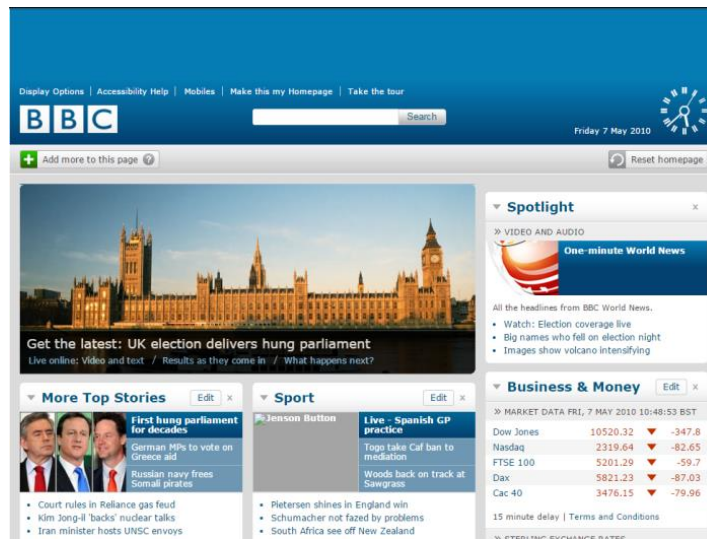 Display Options | Accessibility Help | Mobiles | Make this my Homepage | Take the tour
BBC
Search
Friday 7 May 2010
Add more to this page ?
Reset homepage
Get the latest: UK election delivers hung parliament
Live online: Video and text / Results as they come in / What happens next?
Spotlight x
» VIDEO AND AUDIO
One-minute World News
All the headlines from BBC World News.
• Watch: Election coverage live
• Big names who fell on election night
• Images show volcano intensifying
More Top Stories Edit x
First hung parliament
for decades
German MPs to vote on
Greece aid
Russian navy frees
Somali pirates
• Court rules in Reliance gas feud
• Kim Jong-il 'backs' nuclear talks
• Iran minister hosts UNSC envoys
Sport Edit x
Jenson Button
Live - Spanish GP
practice
Togo take Caf ban to
mediation
Woods back on track at
Sawgrass
• Pietersen shines in England win
• Schumacher not fazed by problems
• South Africa see off New Zealand
Business & Money Edit x
» MARKET DATA FRI, 7 MAY 2010 10:48:53 BST
Dow Jones 10520.32 ▼ -347.8
Nasdaq 2319.64 ▼ -82.65
FTSE 100 5201.29 ▼ -59.7
Dax 5821.23 ▼ -87.03
Cac 40 3476.15 ▼ -79.96
15 minute delay | Terms and Conditions
» STERLING EXCHANGE RATES